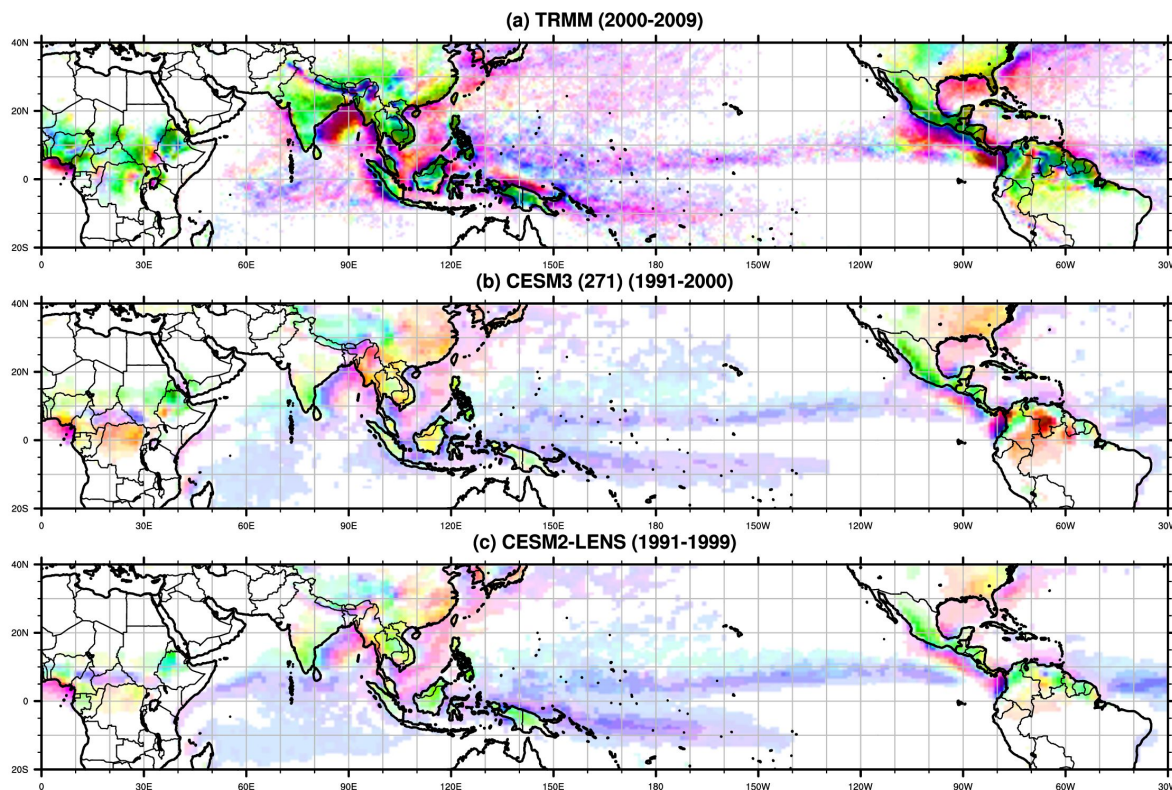 (a) TRMM (2000-2009)
40N
20N
0
20S
0 30E 60E 90E 120E 150E 180 150W 120W 90W 60W 30W
(b) CESM3 (271) (1991-2000)
40N
20N
0
20S
0 30E 60E 90E 120E 150E 180 150W 120W 90W 60W 30W
(c) CESM2-LENS (1991-1999)
40N
20N
0
20S
0 30E 60E 90E 120E 150E 180 150W 120W 90W 60W 30W